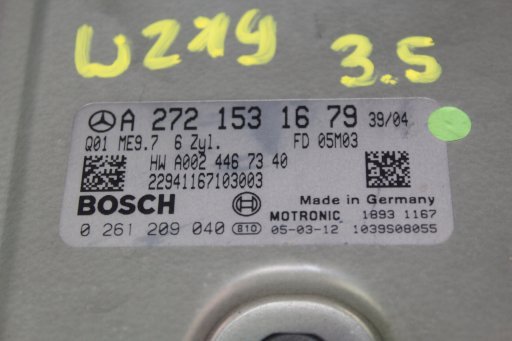 W219 3.5
A 272 153 16 79 39/04
Q01 ME9.7 6 Zyl. FD 05M03
HW A002 446 73 40
22941167103003
BOSCH Made in Germany
MOTRONIC 1893 1167
0 261 209 040 810 05-03-12 1039S08055